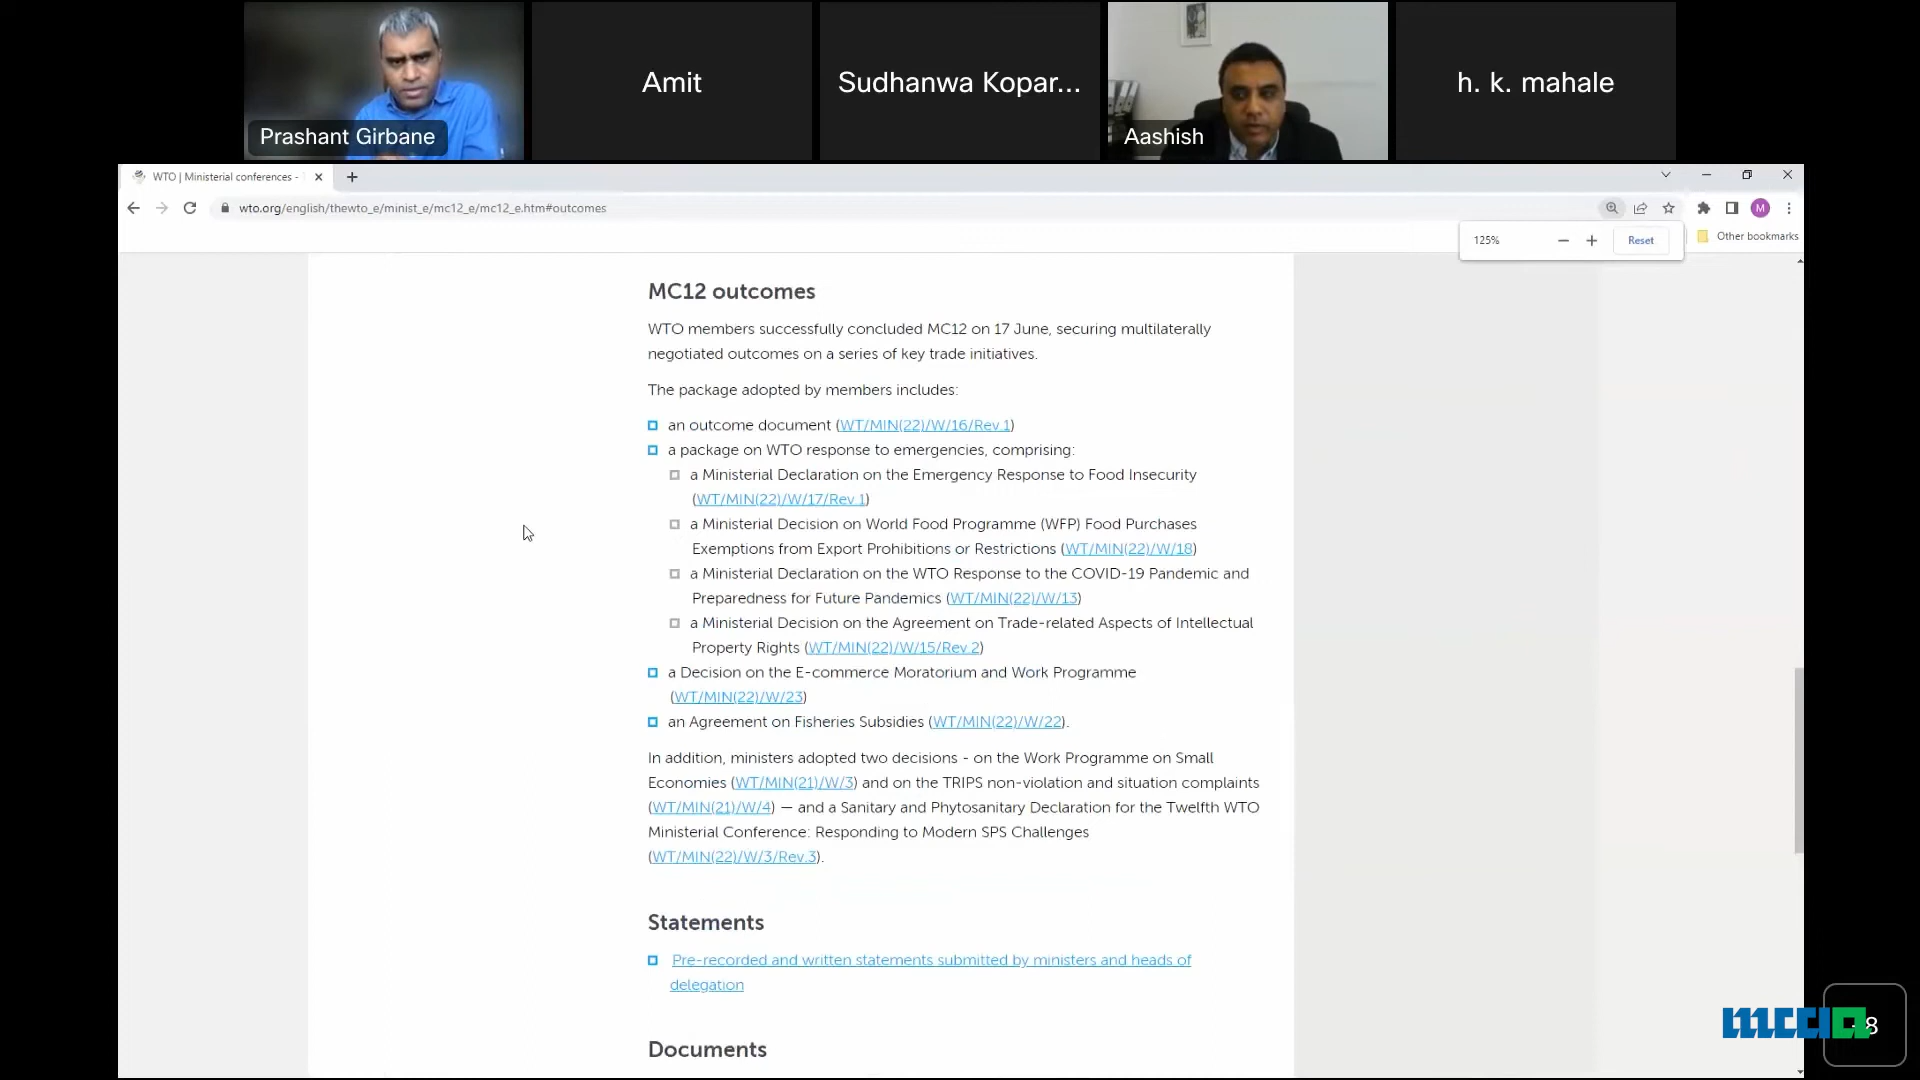 Amit
Sudhanwa Kopar...
h. k. mahale
Prashant Girbane
Aashish
WTO | Ministerial conferences -
wto.org/english/thewto_e/minist_e/mc12_e/mc12_e.htm#outcomes
M
125%
Reset
Other bookmarks
MC12 outcomes
WTO members successfully concluded MC12 on 17 June, securing multilaterally
negotiated outcomes on a series of key trade initiatives.
The package adopted by members includes:
an outcome document (WT/MIN(22)/W/16/Rev.1)
a package on WTO response to emergencies, comprising:
a Ministerial Declaration on the Emergency Response to Food Insecurity
(WT/MIN(22)/W/17/Rev.1)
a Ministerial Decision on World Food Programme (WFP) Food Purchases
Exemptions from Export Prohibitions or Restrictions (WT/MIN(22)/W/18)
a Ministerial Declaration on the WTO Response to the COVID-19 Pandemic and
Preparedness for Future Pandemics (WT/MIN(22)/W/13)
a Ministerial Decision on the Agreement on Trade-related Aspects of Intellectual
Property Rights (WT/MIN(22)/W/15/Rev.2)
a Decision on the E-commerce Moratorium and Work Programme
(WT/MIN(22)/W/23)
an Agreement on Fisheries Subsidies (WT/MIN(22)/W/22).
In addition, ministers adopted two decisions - on the Work Programme on Small
Economies (WT/MIN(21)/W/3) and on the TRIPS non-violation and situation complaints
(WT/MIN(21)/W/4) — and a Sanitary and Phytosanitary Declaration for the Twelfth WTO
Ministerial Conference: Responding to Modern SPS Challenges
(WT/MIN(22)/W/3/Rev.3).
Statements
Pre-recorded and written statements submitted by ministers and heads of
delegation
Documents